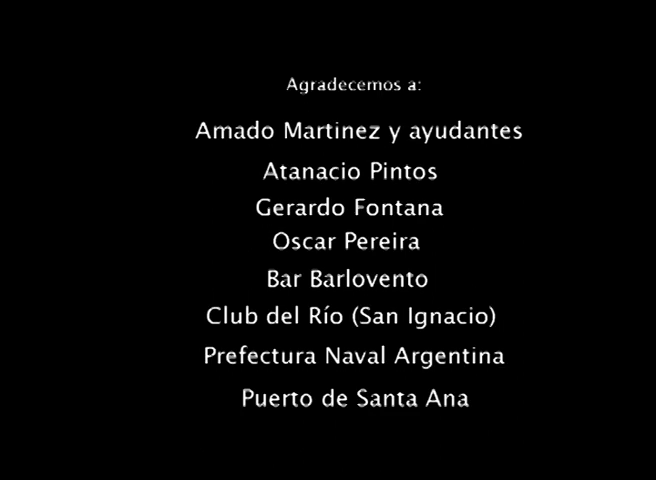 Agradecemos a:
Amado Martinez y ayudantes
Atanacio Pintos
Gerardo Fontana
Oscar Pereira
Bar Barlovento
Club del Río (San Ignacio)
Prefectura Naval Argentina
Puerto de Santa Ana